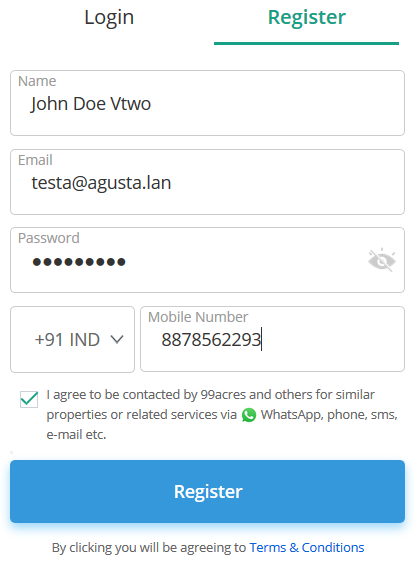 Login Register
Name
John Doe Vtwo
Email
testa@agusta.lan
Password
•••••••••
+91 IND
Mobile Number
8878562293
I agree to be contacted by 99acres and others for similar
properties or related services via WhatsApp, phone, sms,
e-mail etc.
Register
By clicking you will be agreeing to Terms & Conditions